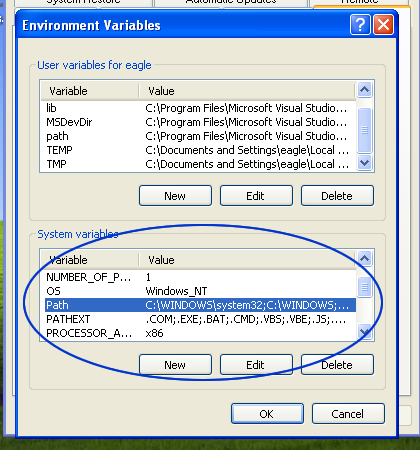 System Restore Automatic Updates Remote
Environment Variables
User variables for eagle
Variable Value
lib C:\Program Files\Microsoft Visual Studio...
MSDevDir C:\Program Files\Microsoft Visual Studio...
path C:\Program Files\Microsoft Visual Studio...
TEMP C:\Documents and Settings\eagle\Local ...
TMP C:\Documents and Settings\eagle\Local ...
New Edit Delete
System variables
Variable Value
NUMBER_OF_P... 1
OS Windows_NT
Path C:\WINDOWS\system32;C:\WINDOWS;...
PATHEXT .COM;.EXE;.BAT;.CMD;.VBS;.VBE;.JS;....
PROCESSOR_A... x86
New Edit Delete
OK Cancel